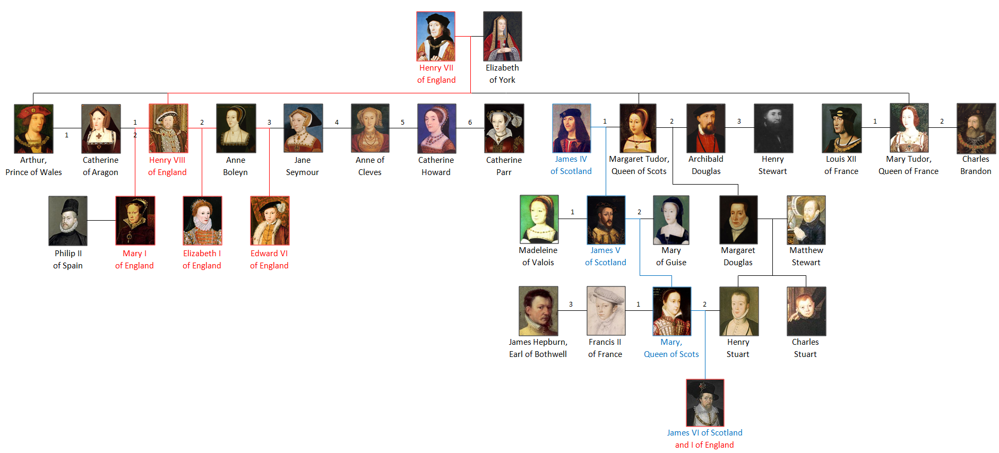 Henry VII
of England
Elizabeth
of York
1
1
2
2
3
4
5
6
1
2
3
1
2
Arthur,
Prince of Wales
Catherine
of Aragon
Henry VIII
of England
Anne
Boleyn
Jane
Seymour
Anne of
Cleves
Catherine
Howard
Catherine
Parr
James IV
of Scotland
Margaret Tudor,
Queen of Scots
Archibald
Douglas
Henry
Stewart
Louis XII
of France
Mary Tudor,
Queen of France
Charles
Brandon
1
2
Philip II
of Spain
Mary I
of England
Elizabeth I
of England
Edward VI
of England
Madeleine
of Valois
James V
of Scotland
Mary
of Guise
Margaret
Douglas
Matthew
Stewart
3
1
2
James Hepburn,
Earl of Bothwell
Francis II
of France
Mary,
Queen of Scots
Henry
Stuart
Charles
Stuart
James VI of Scotland
and I of England